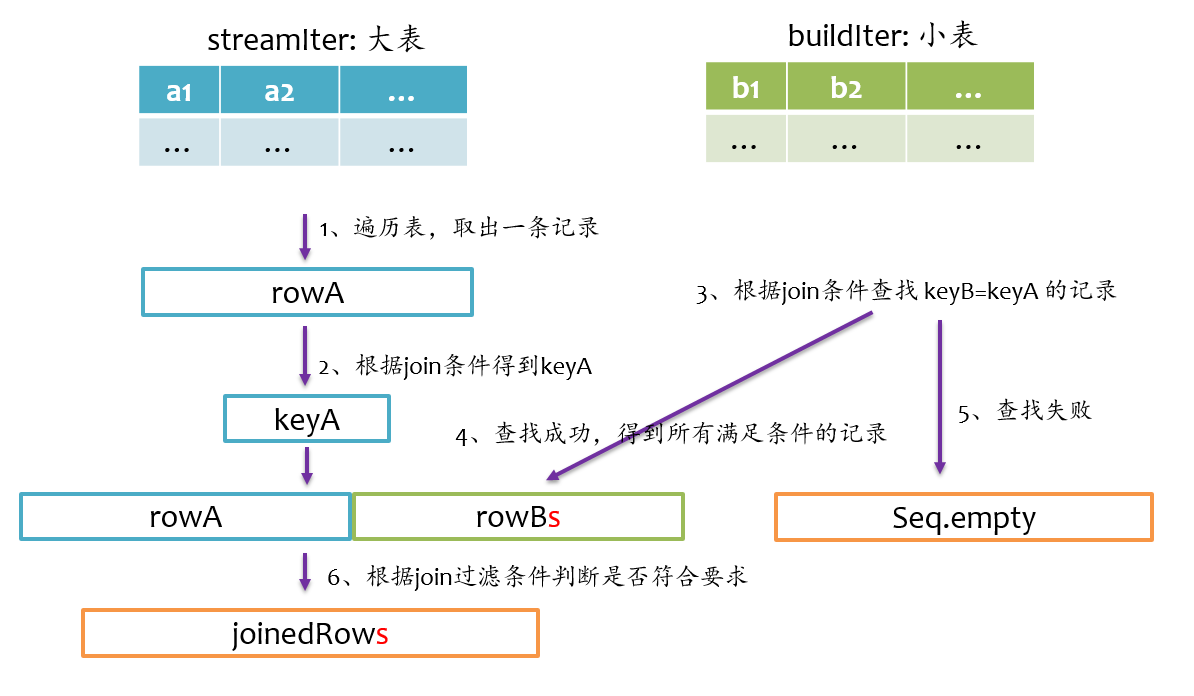 streamIter: 大表
buildIter: 小表
a1 a2 ...
b1 b2 ...
... ... ...
... ... ...
1、遍历表，取出一条记录
rowA
3、根据join条件查找 keyB=keyA 的记录
2、根据join条件得到keyA
keyA
5、查找失败
4、查找成功，得到所有满足条件的记录
rowA
rowBs
Seq.empty
6、根据join过滤条件判断是否符合要求
joinedRows